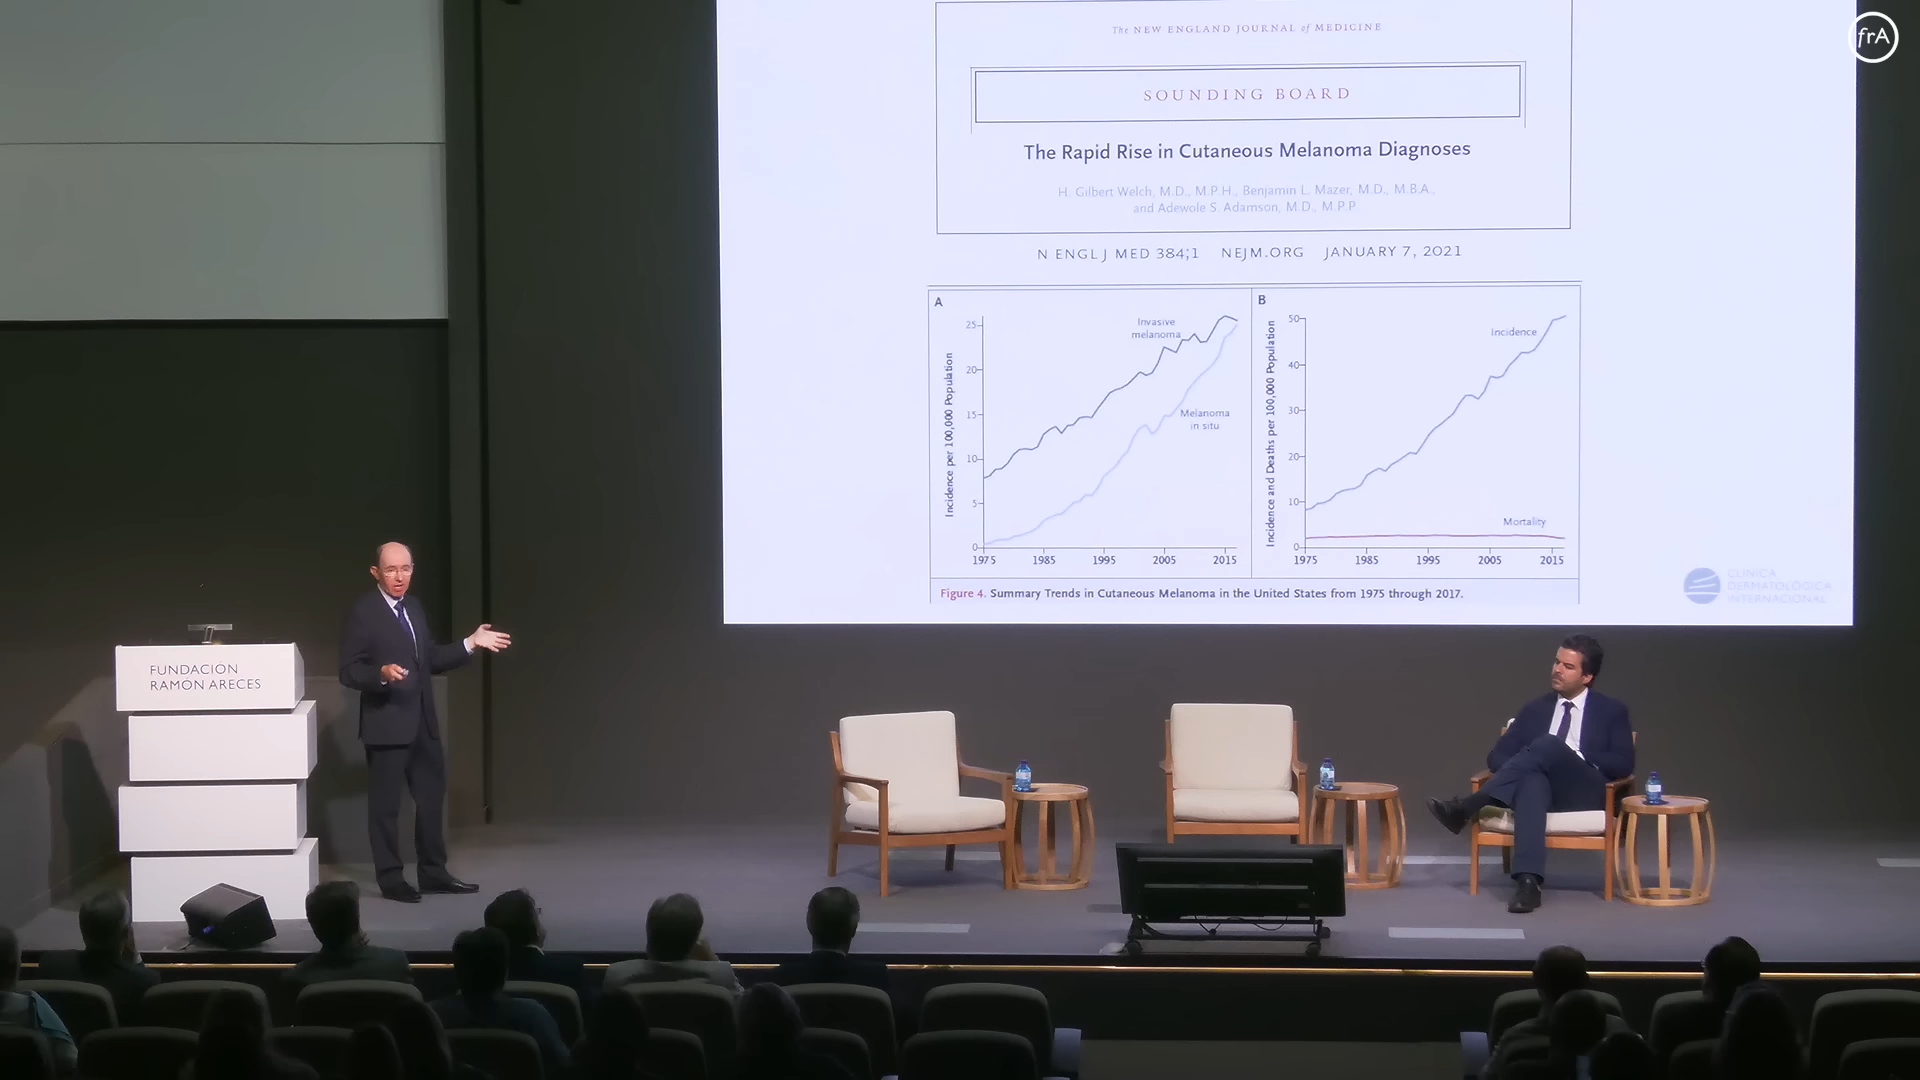 frA
The NEW ENGLAND JOURNAL of MEDICINE
SOUNDING BOARD
The Rapid Rise in Cutaneous Melanoma Diagnoses
H. Gilbert Welch, M.D., M.P.H., Benjamin L. Mazer, M.D., M.B.A.,
and Adewole S. Adamson, M.D., M.P.P.
N ENGL J MED 384;1 NEJM.ORG JANUARY 7, 2021
A
Incidence per 100,000 Population
25
20
15
10
5
0
Invasive
melanoma
Melanoma
in situ
1975 1985 1995 2005 2015
B
Incidence and Deaths per 100,000 Population
50
40
30
20
10
0
Incidence
Mortality
1975 1985 1995 2005 2015
Figure 4. Summary Trends in Cutaneous Melanoma in the United States from 1975 through 2017.
CLÍNICA
DERMATOLÓGICA
INTERNACIONAL
FUNDACIÓN
RAMÓN ARECES